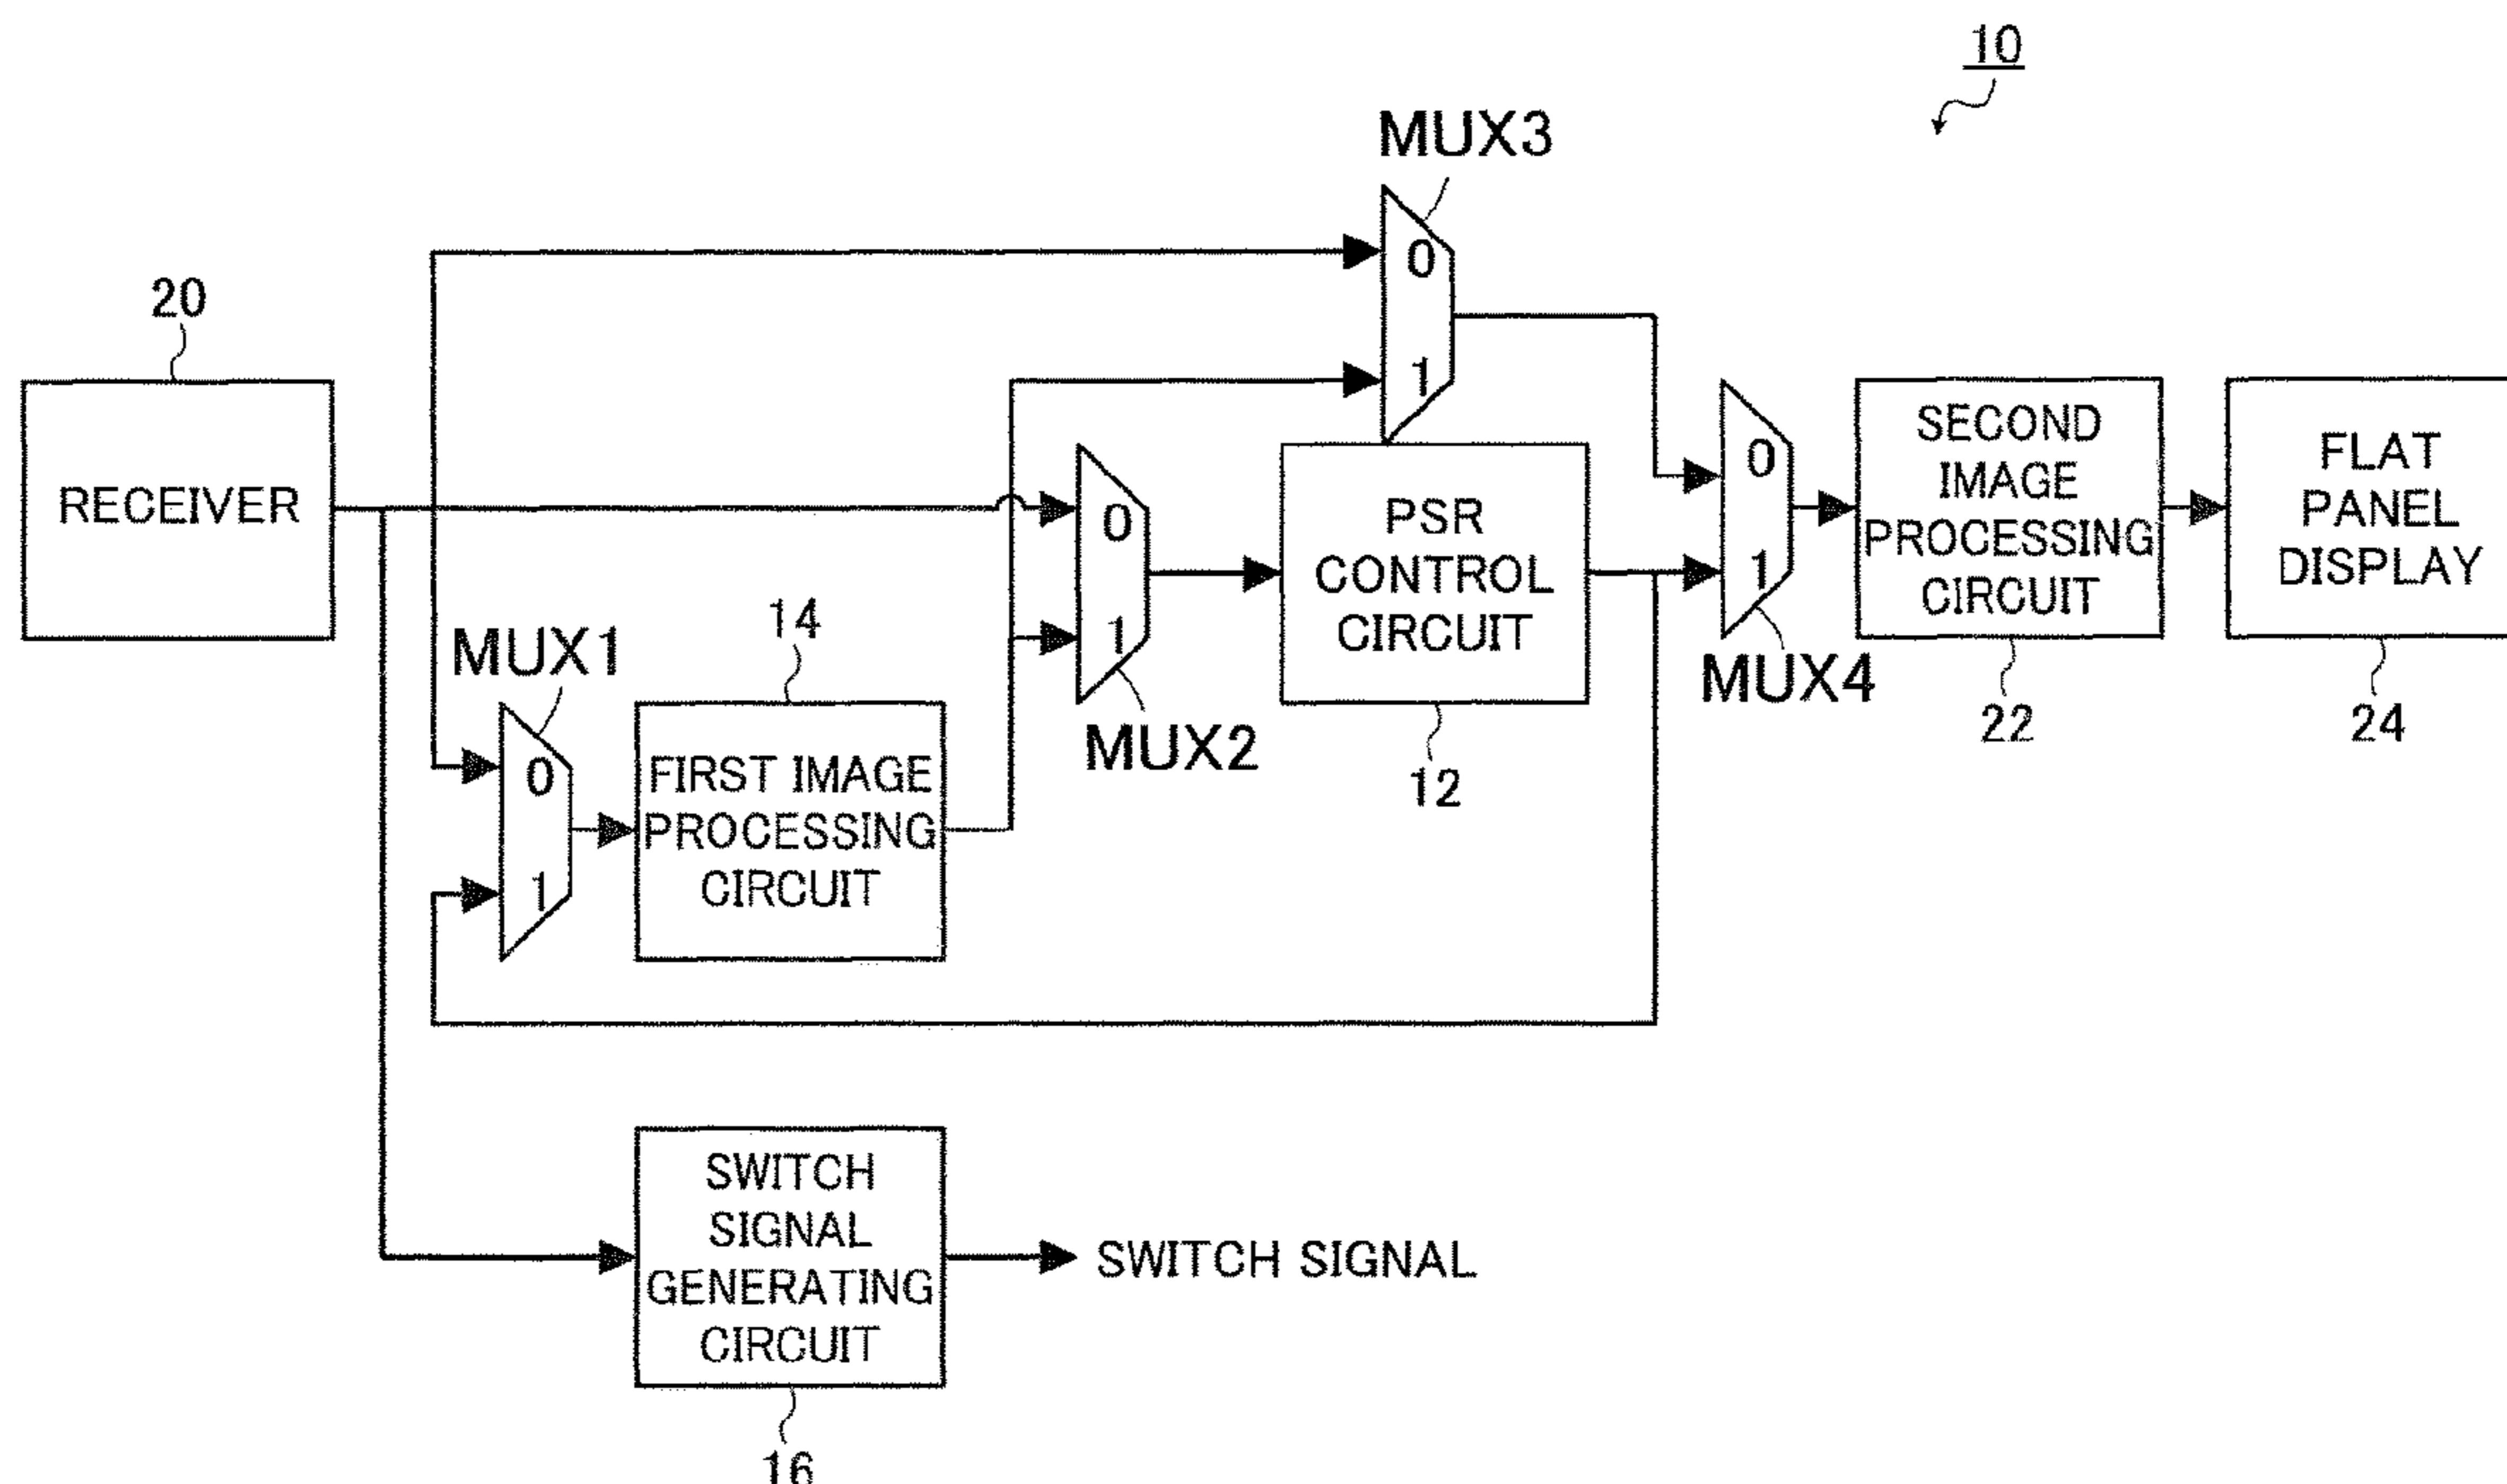 10
MUX3
0
1
20
RECEIVER
MUX1
0
1
14
FIRST IMAGE
PROCESSING
CIRCUIT
0
1
MUX2
PSR
CONTROL
CIRCUIT
12
0
1
MUX4
SECOND
IMAGE
PROCESSING
CIRCUIT
22
FLAT
PANEL
DISPLAY
24
SWITCH
SIGNAL
GENERATING
CIRCUIT
16
SWITCH SIGNAL